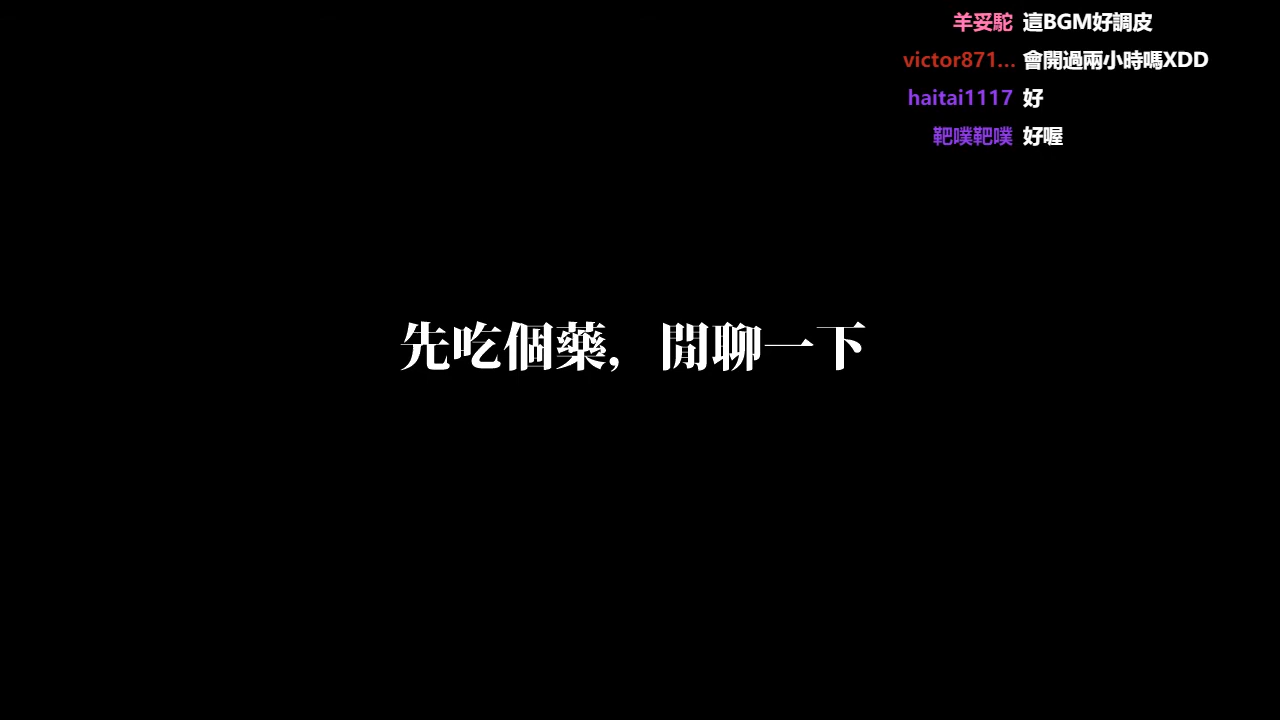 羊妥駝 這BGM好調皮
victor871... 會開過兩小時嗎XDD
haitai1117 好
靶噗靶噗 好喔
先吃個藥，閒聊一下